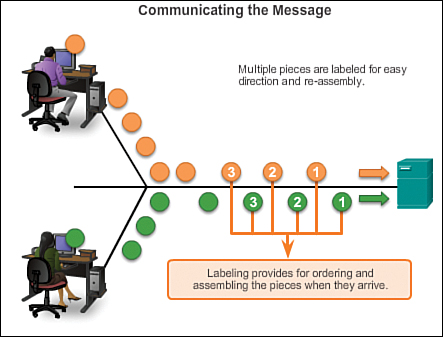 Communicating the Message
Multiple pieces are labeled for easy
direction and re-assembly.
3 2 1
3 2 1
Labeling provides for ordering and
assembling the pieces when they arrive.